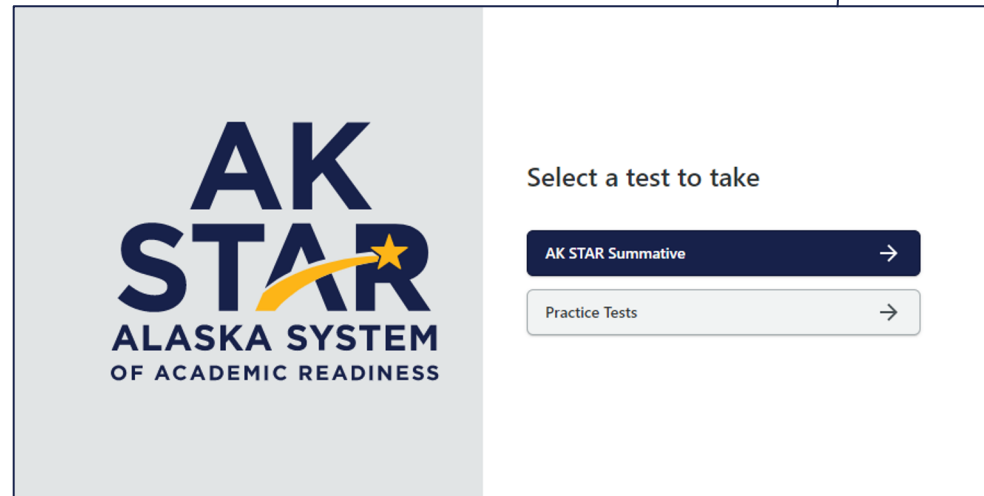 AK
STAR
ALASKA SYSTEM
OF ACADEMIC READINESS
Select a test to take
AK STAR Summative
Practice Tests